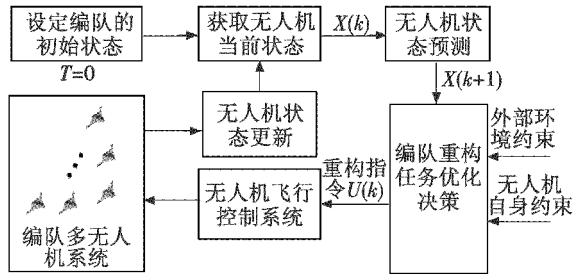 设定编队的
初始状态
T=0
获取无人机
当前状态
X(k)
无人机状
态预测
X(k+1)
无人机状
态更新
编队重构
任务优化
决策
外部环
境约束
无人机
自身约束
重构指
令U(k)
无人机飞行
控制系统
编队多无人
机系统